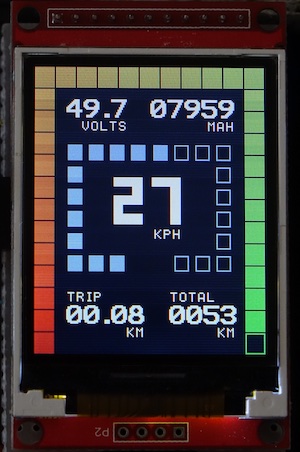 49.7 07959
VOLTS MAH
27
KPH
TRIP TOTAL
00.08 0053
KM KM
P2